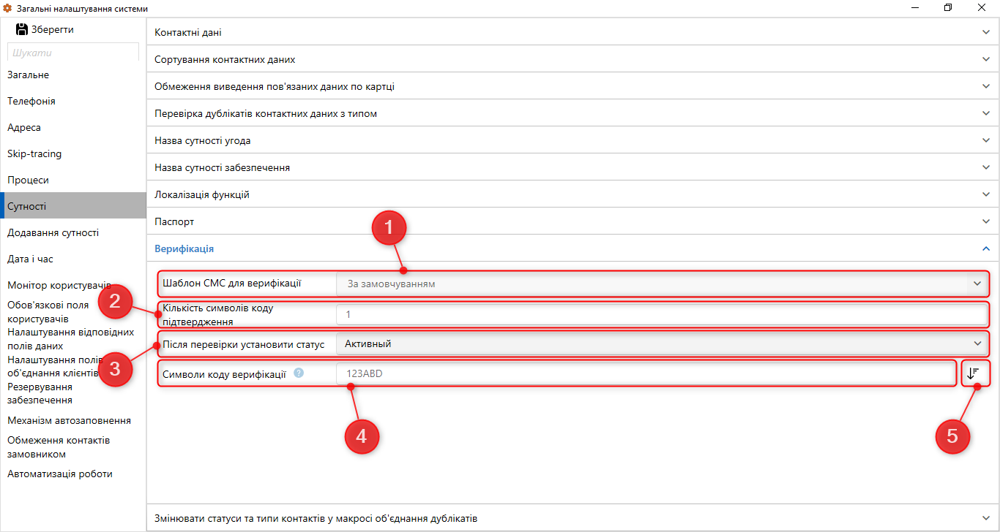 Загальні налаштування системи
Зберегти
Шукати
Загальне
Телефонія
Адреса
Skip-tracing
Процеси
Сутності
Додавання сутності
Дата і час
Монітор користувачів
Обов'язкові поля
користувачів
Налаштування відповідних
полів даних
Налаштування полів
об'єднання клієнтів
Резервування
забезпечення
Механізм автозаповнення
Обмеження контактів
замовником
Автоматизація роботи
Контактні дані
Сортування контактних даних
Обмеження виведення пов'язаних даних по картці
Перевірка дублікатів контактних даних з типом
Назва сутності угода
Назва сутності забезпечення
Локалізація функцій
Паспорт
1
Верифікація
Шаблон СМС для верифікації
За замовчуванням
2
Кількість символів коду
підтвердження
1
3
Після перевірки установити статус
Активный
Символи коду верифікації ?
123ABD
4
5
Змінювати статуси та типи контактів у макросі об'єднання дублікатів